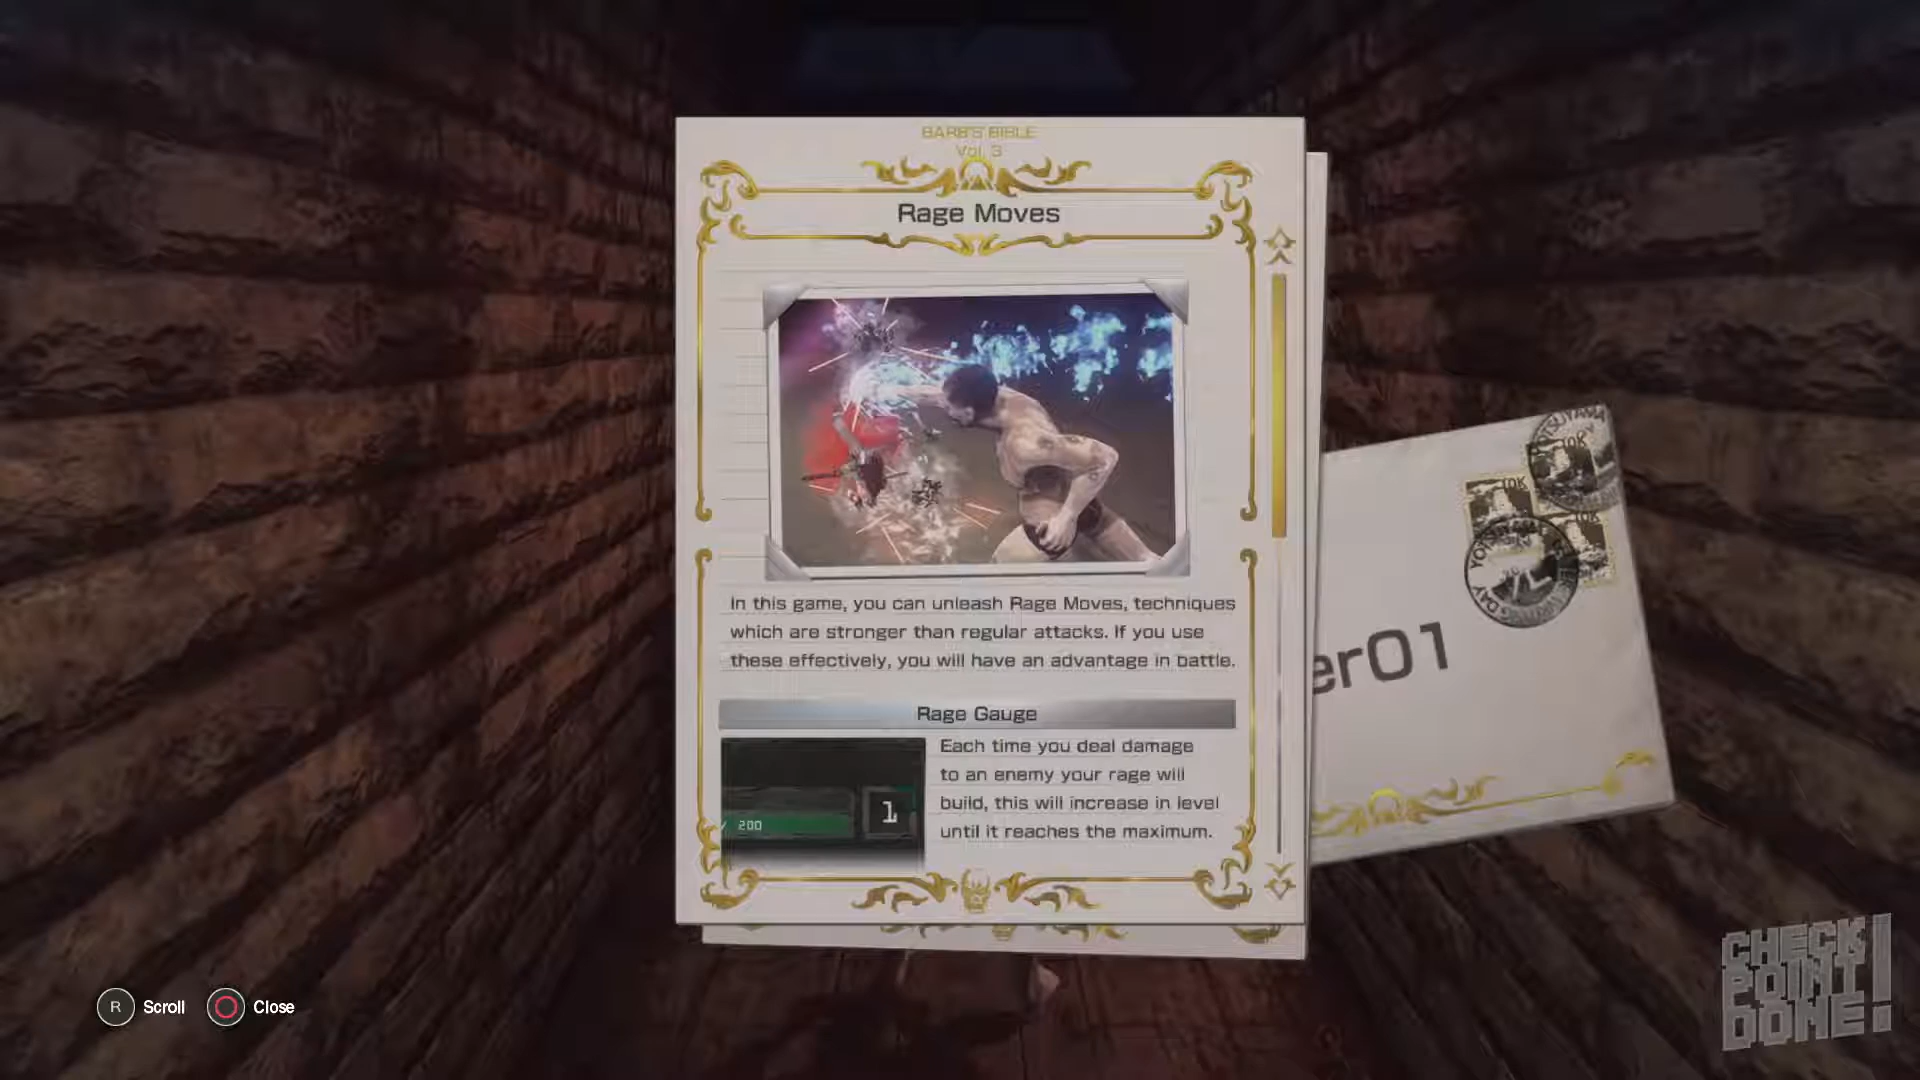 BARB'S BIBLE
Vol. 3
Rage Moves
In this game, you can unleash Rage Moves, techniques
which are stronger than regular attacks. If you use
these effectively, you will have an advantage in battle.
Rage Gauge
Each time you deal damage
to an enemy your rage will
build, this will increase in level
until it reaches the maximum.
200
1
10K
10K
10K
er01
R Scroll
Close
CHECK
POINT
DONE!